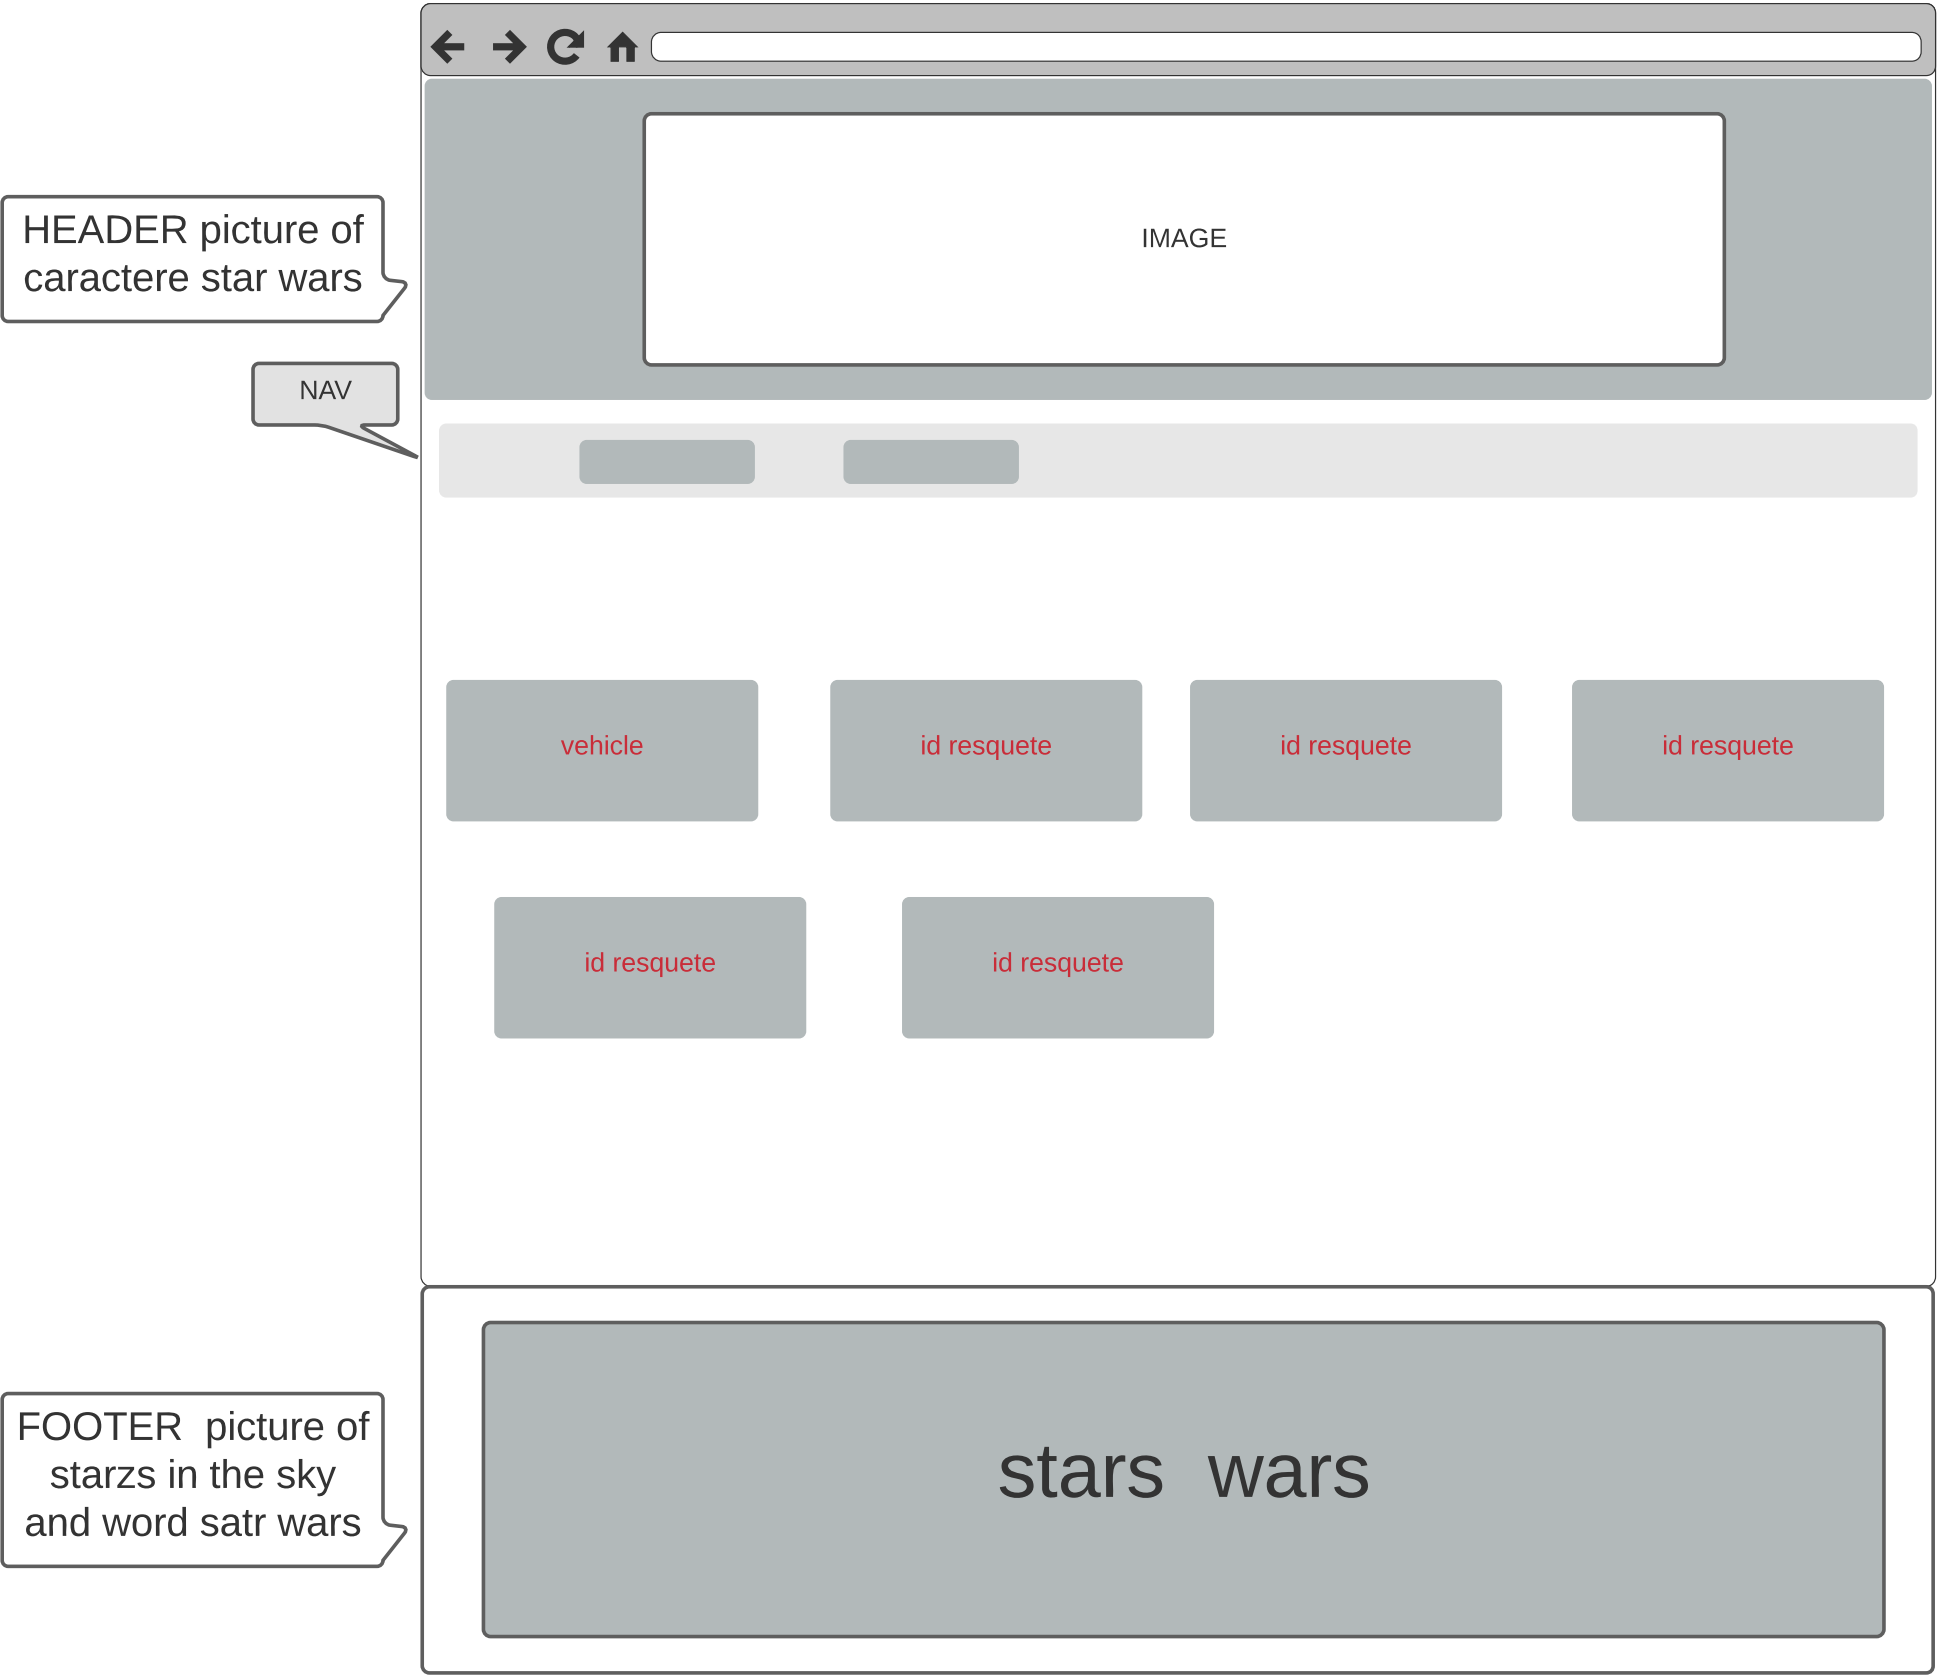 IMAGE
HEADER picture of
caractere star wars
NAV
vehicle
id resquete
id resquete
id resquete
id resquete
id resquete
stars  wars
FOOTER  picture of
starzs in the sky
and word satr wars